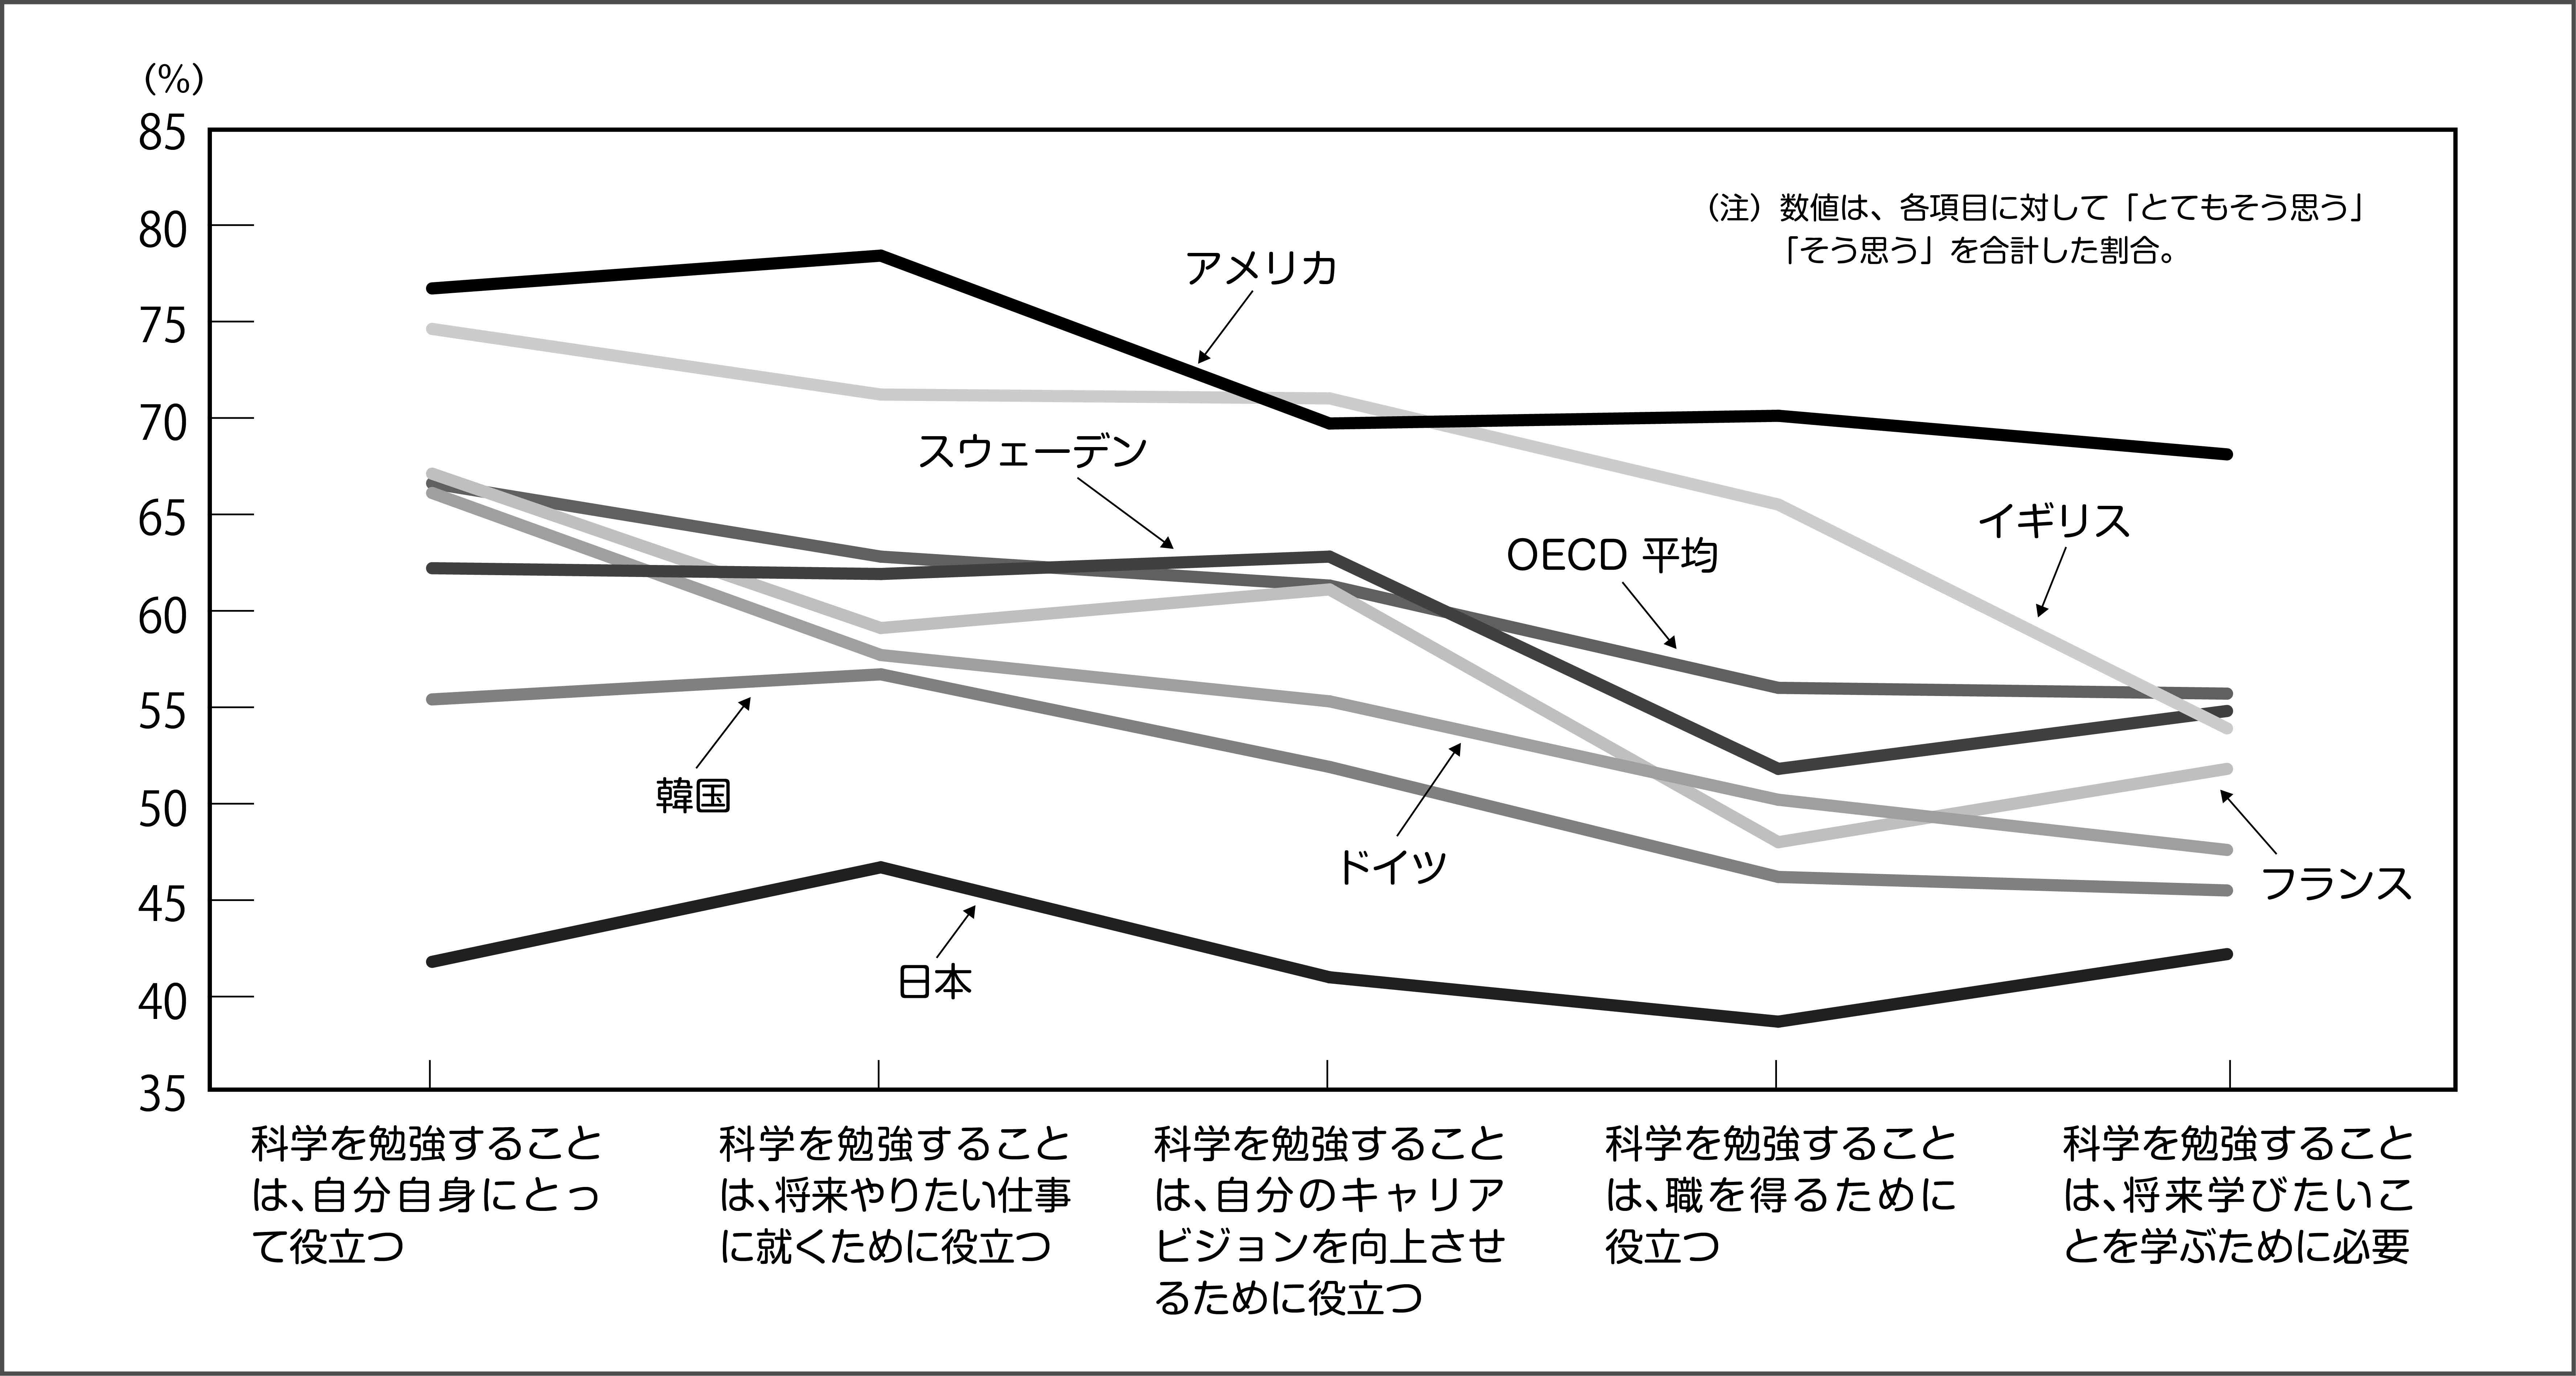 (%)
85
80
75
70
65
60
55
50
45
40
35
(注) 数値は、各項目に対して「とてもそう思う」
「そう思う」を合計した割合。
アメリカ
スウェーデン
OECD 平均
イギリス
韓国
ドイツ
フランス
日本
科学を勉強すること
は、自分自身にとっ
て役立つ
科学を勉強すること
は、将来やりたい仕事
に就くために役立つ
科学を勉強すること
は、自分のキャリア
ビジョンを向上させ
るために役立つ
科学を勉強すること
は、職を得るために
役立つ
科学を勉強すること
は、将来学びたいこ
とを学ぶために必要